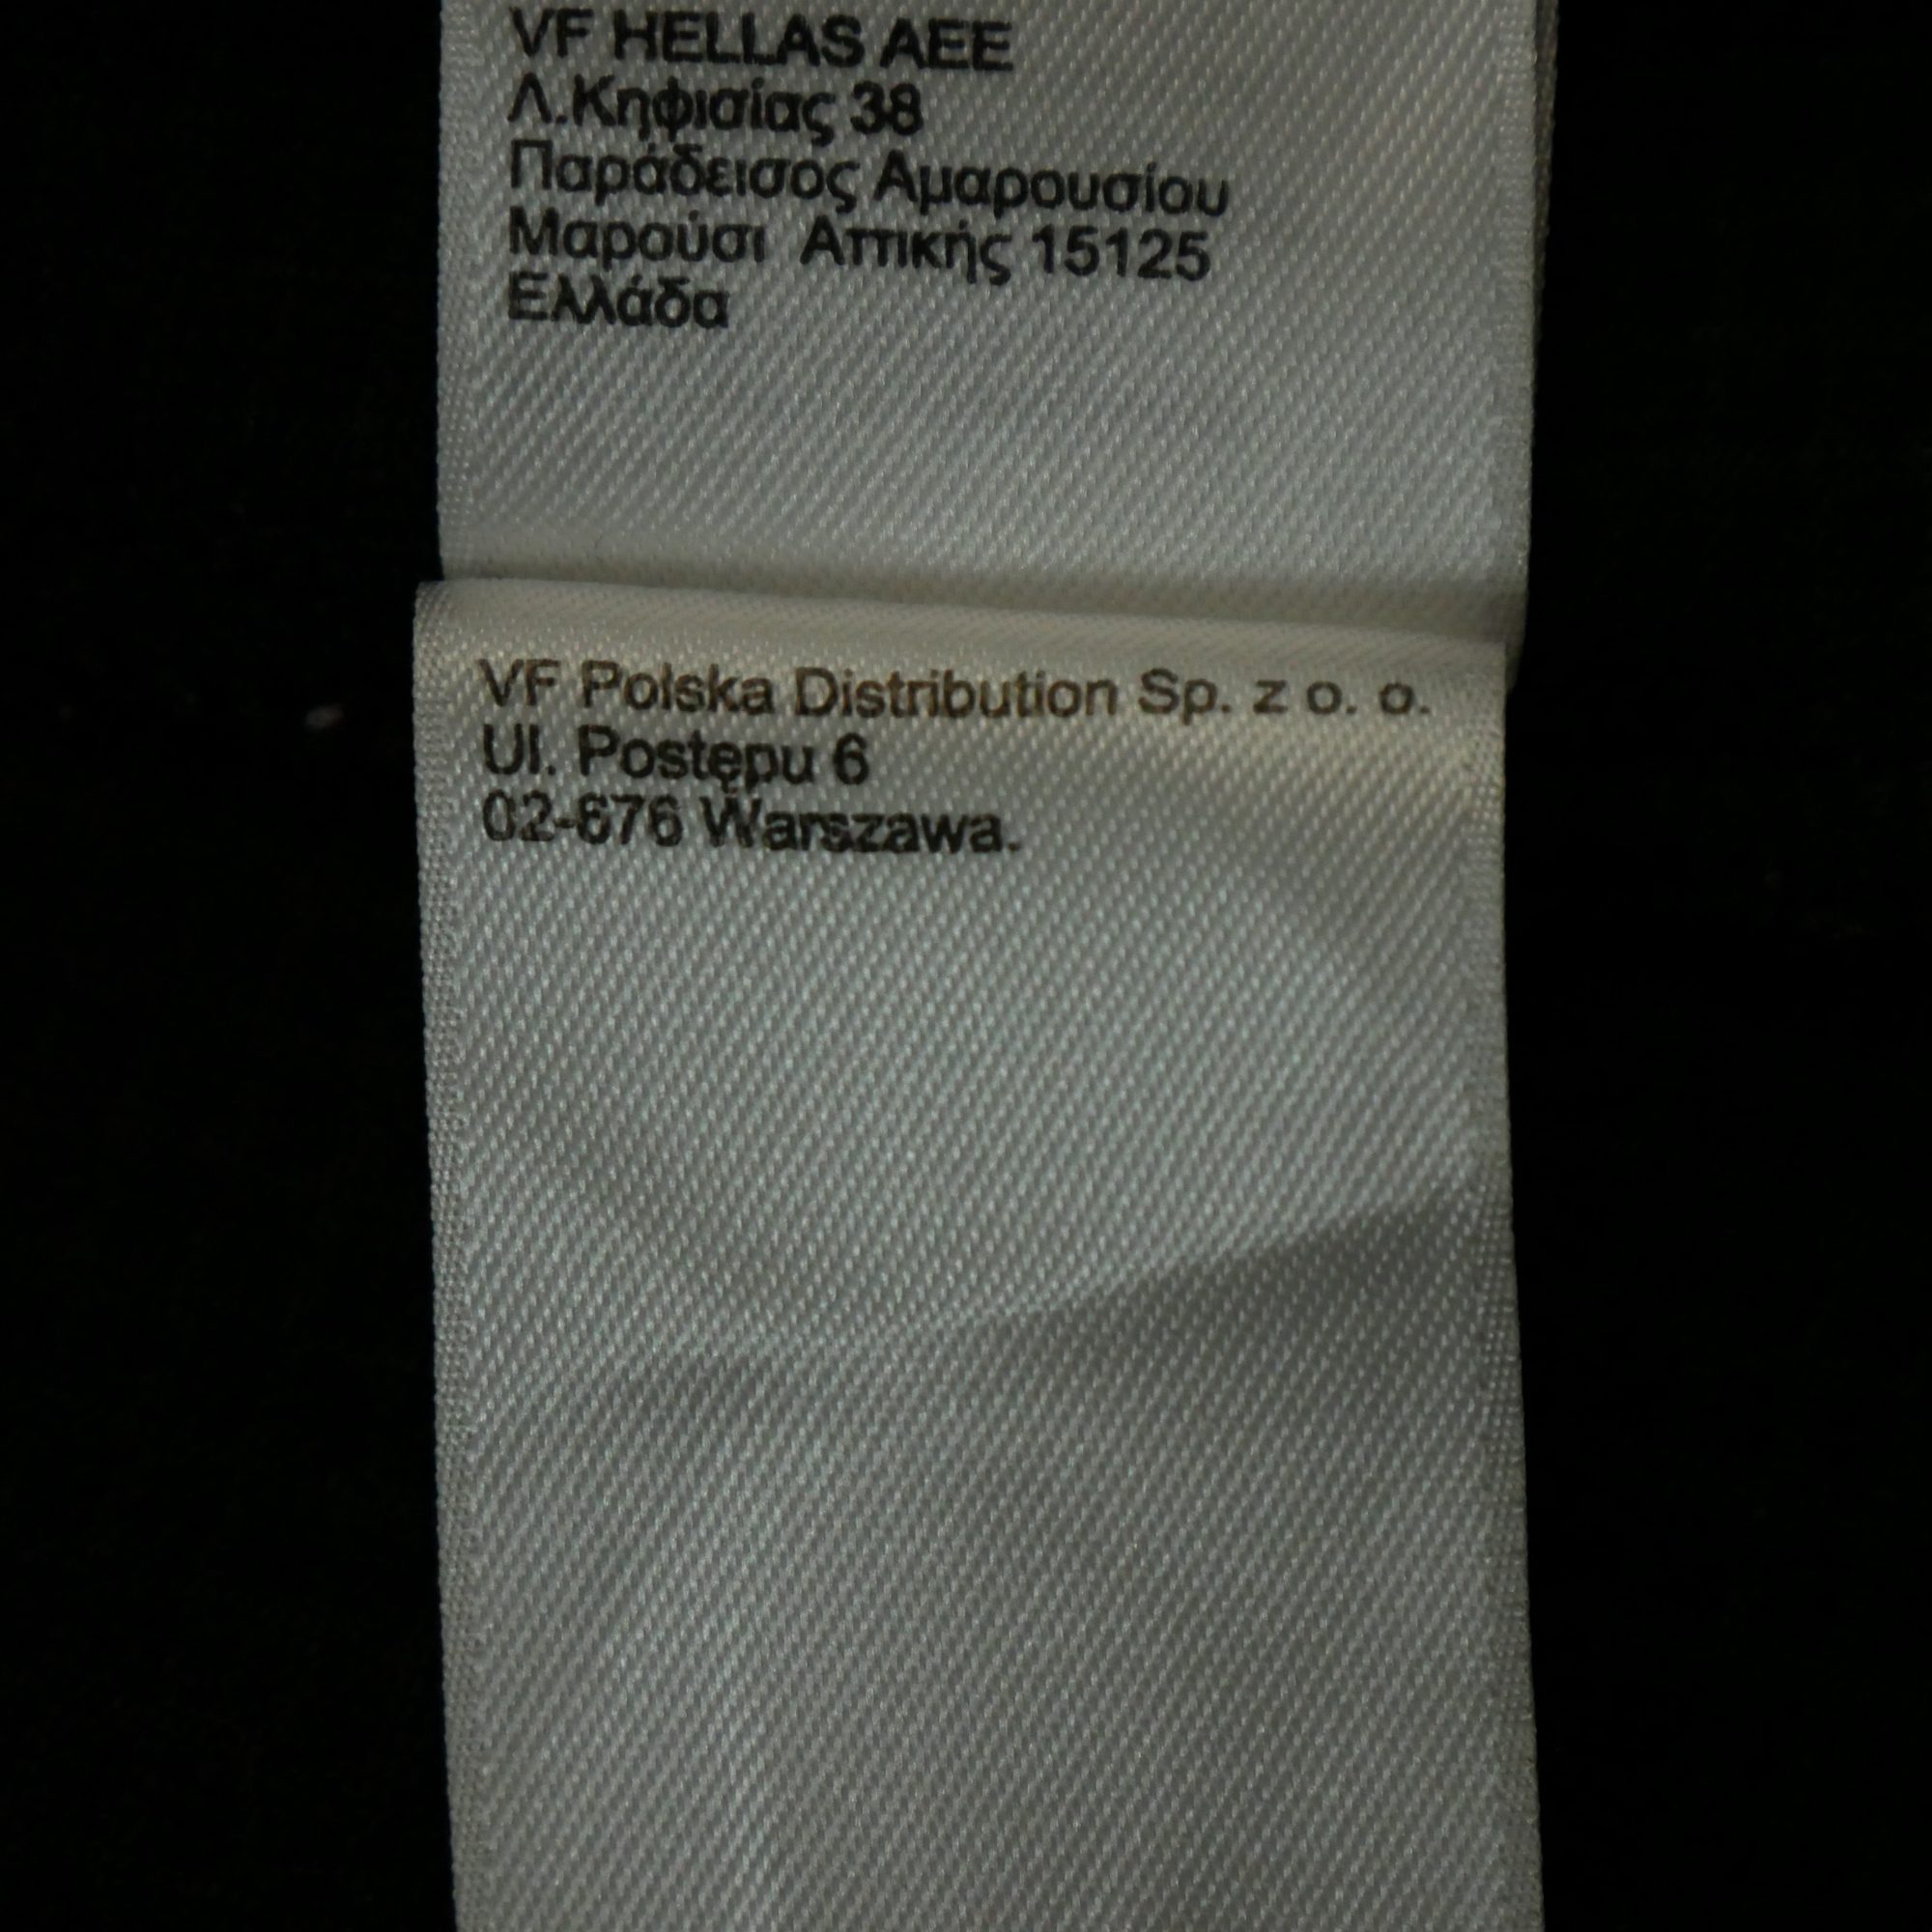 VF HELLAS AEE
Λ.Κηφισίας 38
Παράδεισος Αμαρουσίου
Μαρούσι Αττικής 15125
Ελλάδα
VF Polska Distribution Sp. z o. o.
Ul. Postępu 6
02-676 Warszawa.